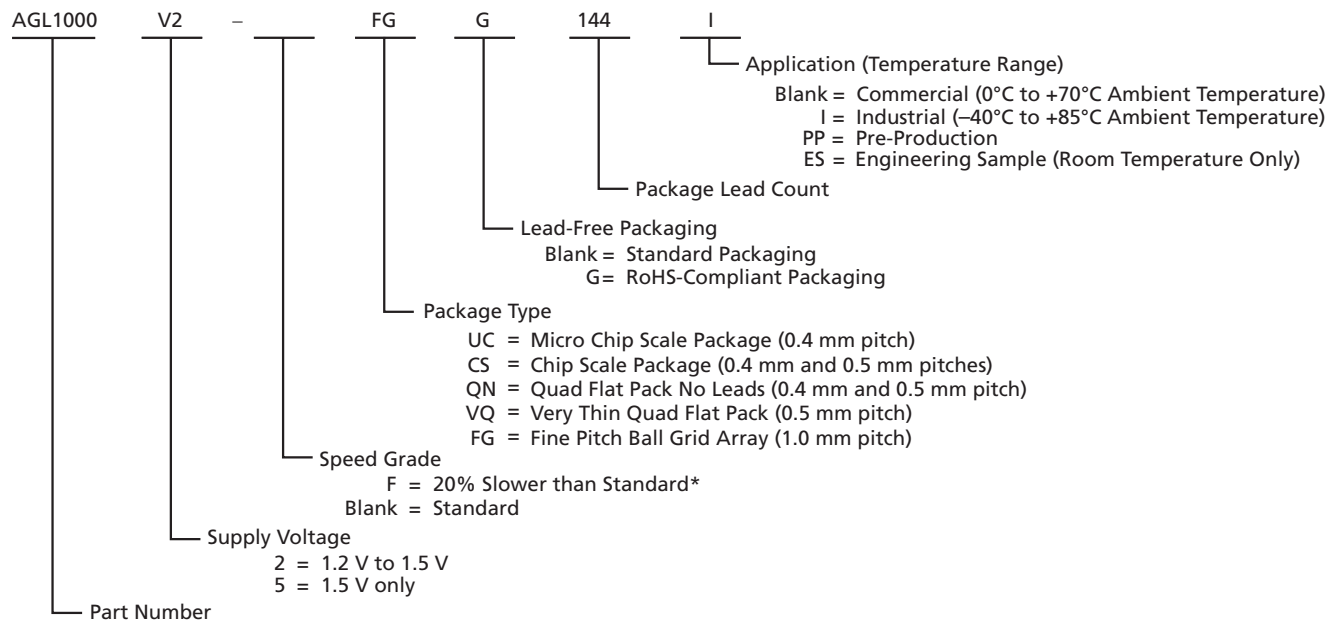 AGL1000 V2 – FG G 144 I
Application (Temperature Range)
Blank = Commercial (0°C to +70°C Ambient Temperature)
I = Industrial (–40°C to +85°C Ambient Temperature)
PP = Pre-Production
ES = Engineering Sample (Room Temperature Only)
Package Lead Count
Lead-Free Packaging
Blank = Standard Packaging
G= RoHS-Compliant Packaging
Package Type
UC = Micro Chip Scale Package (0.4 mm pitch)
CS = Chip Scale Package (0.4 mm and 0.5 mm pitches)
QN = Quad Flat Pack No Leads (0.4 mm and 0.5 mm pitch)
VQ = Very Thin Quad Flat Pack (0.5 mm pitch)
FG = Fine Pitch Ball Grid Array (1.0 mm pitch)
Speed Grade
F = 20% Slower than Standard*
Blank = Standard
Supply Voltage
2 = 1.2 V to 1.5 V
5 = 1.5 V only
Part Number